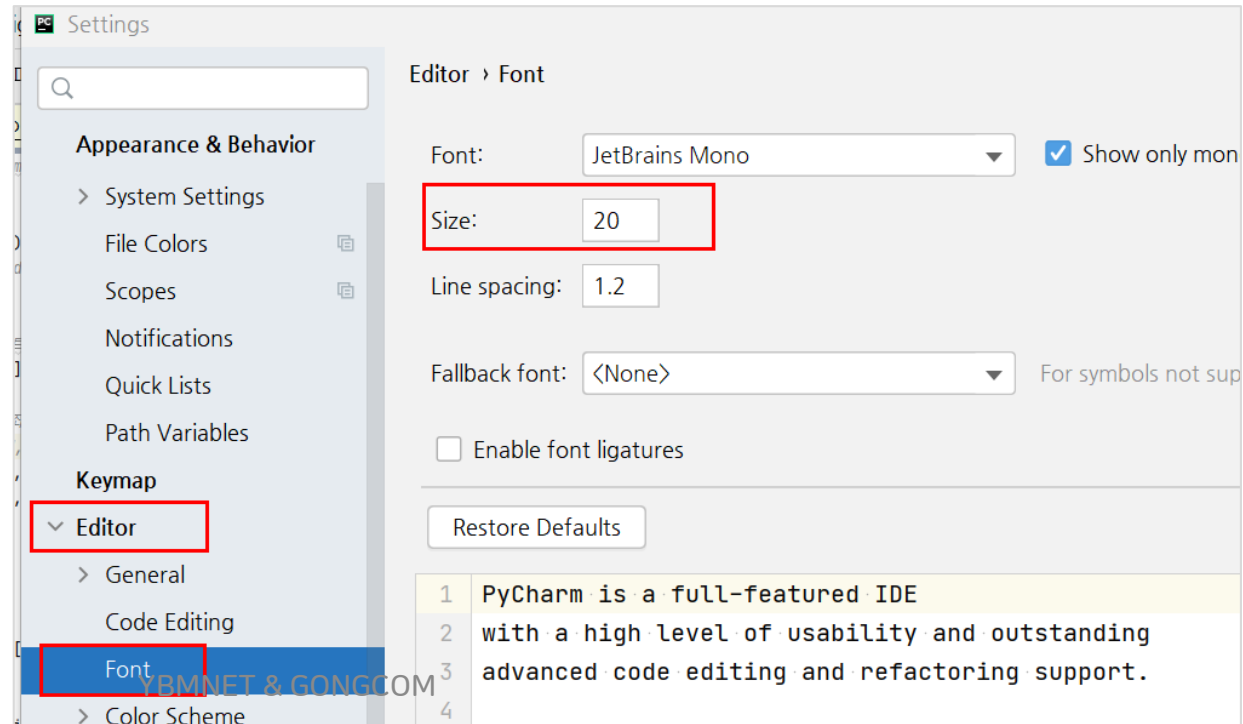 Settings
Appearance & Behavior
System Settings
File Colors
Scopes
Notifications
Quick Lists
Path Variables
Keymap
Editor
General
Code Editing
Font
Color Scheme
Editor › Font
Font: JetBrains Mono Show only mon
Size: 20
Line spacing: 1.2
Fallback font: <None> For symbols not sup
Enable font ligatures
Restore Defaults
1 PyCharm is a full-featured IDE
2 with a high level of usability and outstanding
3 advanced code editing and refactoring support.
4
YBMNET & GONGCOM